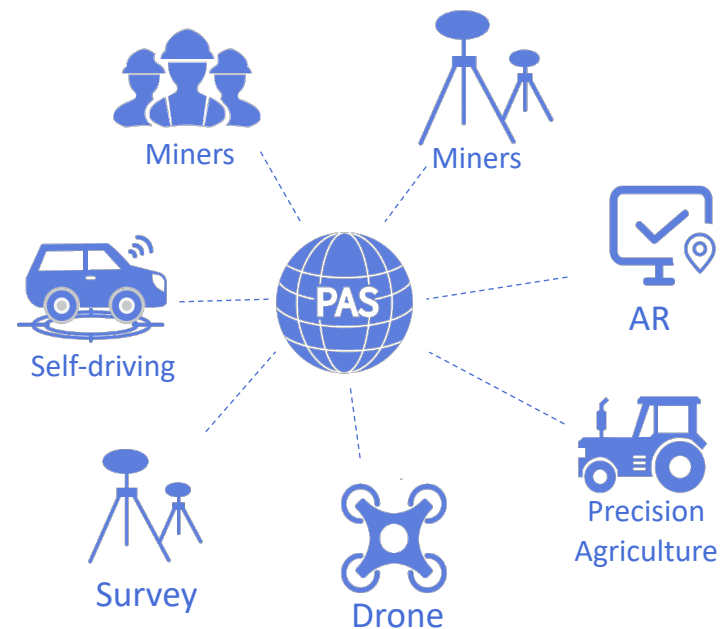 Miners
Miners
PAS
AR
Self-driving
Precision
Agriculture
Survey
Drone